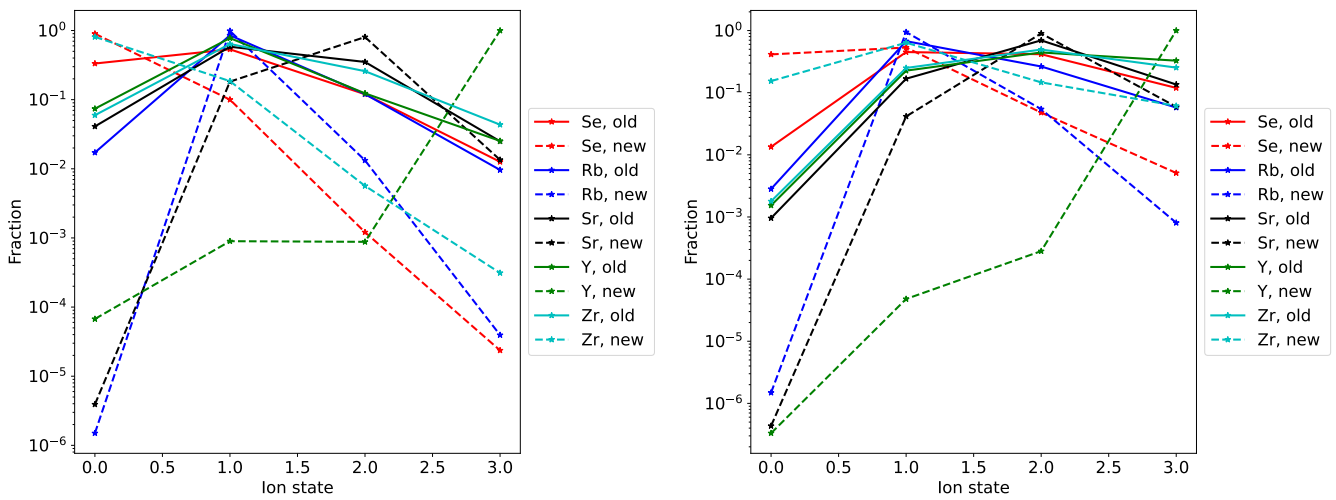 Fraction
10^0
10^-1
10^-2
10^-3
10^-4
10^-5
10^-6
0.0 0.5 1.0 1.5 2.0 2.5 3.0
Ion state
Se, old
Se, new
Rb, old
Rb, new
Sr, old
Sr, new
Y, old
Y, new
Zr, old
Zr, new
Fraction
10^0
10^-1
10^-2
10^-3
10^-4
10^-5
10^-6
0.0 0.5 1.0 1.5 2.0 2.5 3.0
Ion state
Se, old
Se, new
Rb, old
Rb, new
Sr, old
Sr, new
Y, old
Y, new
Zr, old
Zr, new